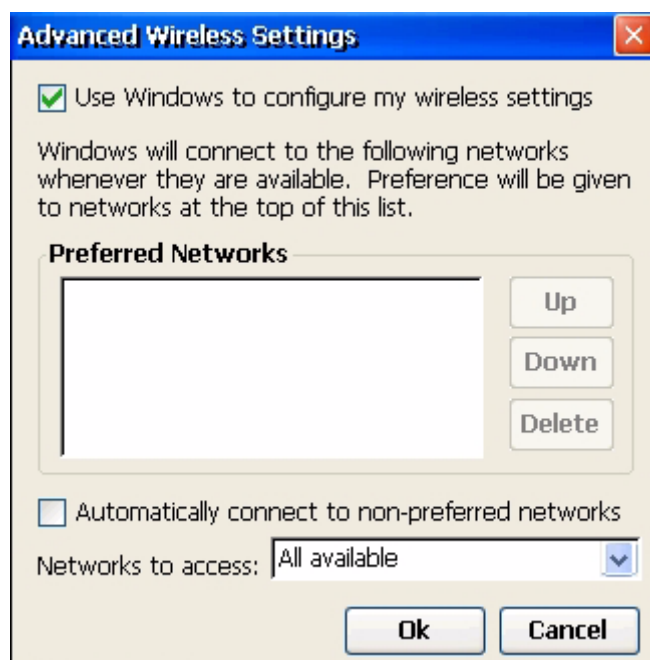 Advanced Wireless Settings
Use Windows to configure my wireless settings
Windows will connect to the following networks
whenever they are available. Preference will be given
to networks at the top of this list.
Preferred Networks
Up
Down
Delete
Automatically connect to non-preferred networks
Networks to access: All available
Ok Cancel